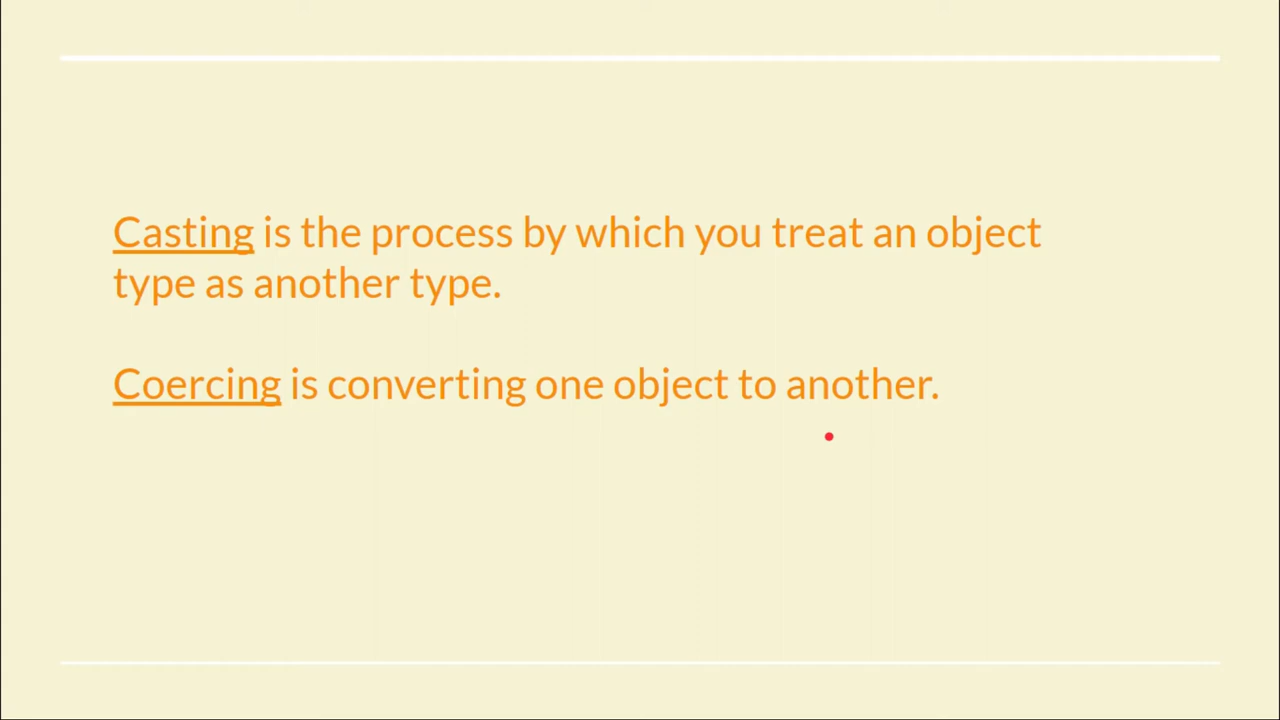 Casting is the process by which you treat an object
type as another type.
Coercing is converting one object to another.